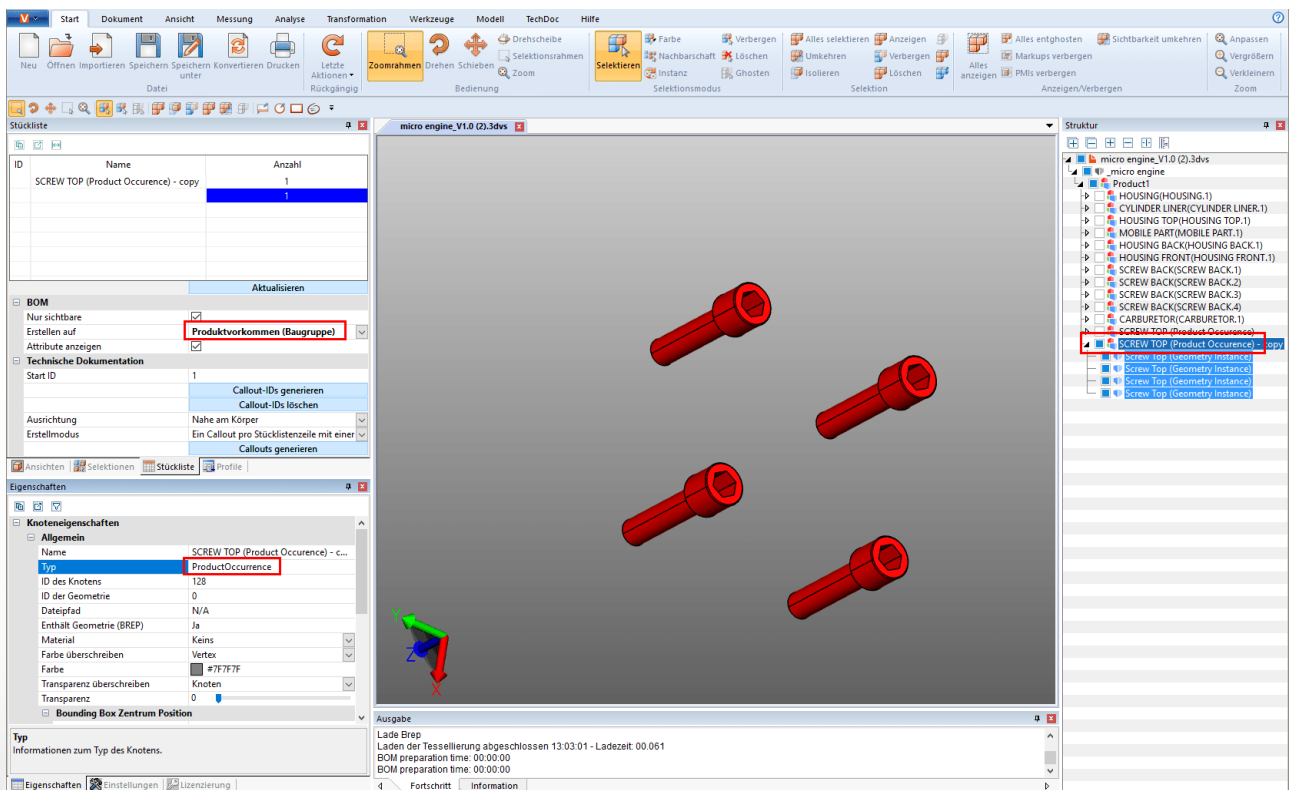 V Start Dokument Ansicht Messung Analyse Transformation Werkzeuge Modell TechDoc Hilfe
Neu Öffnen Importieren Speichern Speichern unter Konvertieren Drucken
Datei
Letzte Aktionen
Rückgängig
Zoomrahmen Drehen Schieben
Drehscheibe
Selektionsrahmen
Zoom
Bedienung
Selektieren
Farbe Verbergen
Nachbarschaft Löschen
Instanz Ghosten
Selektionsmodus
Alles selektieren Anzeigen
Umkehren Verbergen
Isolieren Löschen
Selektion
Alles anzeigen
Alles entghosten Sichtbarkeit umkehren
Markups verbergen
PMIs verbergen
Anzeigen/Verbergen
Anpassen
Vergrößern
Verkleinern
Zoom
Stückliste
ID Name Anzahl
SCREW TOP (Product Occurence) - copy 1
1
Aktualisieren
BOM
Nur sichtbare
Erstellen auf Produktvorkommen (Baugruppe)
Attribute anzeigen
Technische Dokumentation
Start ID 1
Callout-IDs generieren
Callout-IDs löschen
Ausrichtung Nahe am Körper
Erstellmodus Ein Callout pro Stücklistenzeile mit einer
Callouts generieren
Ansichten Selektionen Stückliste Profile
Eigenschaften
Knoteneigenschaften
Allgemein
Name SCREW TOP (Product Occurence) - c...
Typ ProductOccurrence
ID des Knotens 128
ID der Geometrie 0
Dateipfad N/A
Enthält Geometrie (BREP) Ja
Material Keins
Farbe überschreiben Vertex
Farbe #7F7F7F
Transparenz überschreiben Knoten
Transparenz 0
Bounding Box Zentrum Position
Typ
Informationen zum Typ des Knotens.
Eigenschaften Einstellungen Lizenzierung
micro engine_V1.0 (2).3dvs
Y
Z
X
Ausgabe
Lade Brep
Laden der Tessellierung abgeschlossen 13:03:01 - Ladezeit: 00.061
BOM preparation time: 00:00:00
BOM preparation time: 00:00:00
Fortschritt Information
Struktur
micro engine_V1.0 (2).3dvs
_micro engine
Product1
HOUSING(HOUSING.1)
CYLINDER LINER(CYLINDER LINER.1)
HOUSING TOP(HOUSING TOP.1)
MOBILE PART(MOBILE PART.1)
HOUSING BACK(HOUSING BACK.1)
HOUSING FRONT(HOUSING FRONT.1)
SCREW BACK(SCREW BACK.1)
SCREW BACK(SCREW BACK.2)
SCREW BACK(SCREW BACK.3)
SCREW BACK(SCREW BACK.4)
CARBURETOR(CARBURETOR.1)
SCREW TOP (Product Occurence)
SCREW TOP (Product Occurence) - copy
Screw Top (Geometry Instance)
Screw Top (Geometry Instance)
Screw Top (Geometry Instance)
Screw Top (Geometry Instance)